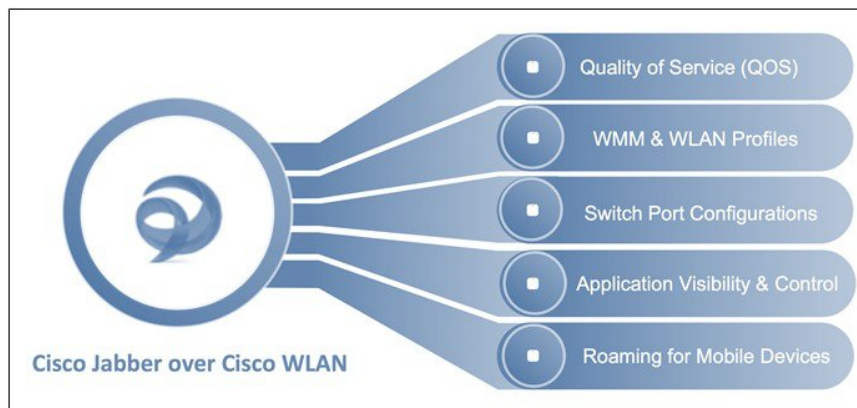 Quality of Service (QOS)
WMM & WLAN Profiles
Switch Port Configurations
Application Visibility & Control
Roaming for Mobile Devices
Cisco Jabber over Cisco WLAN